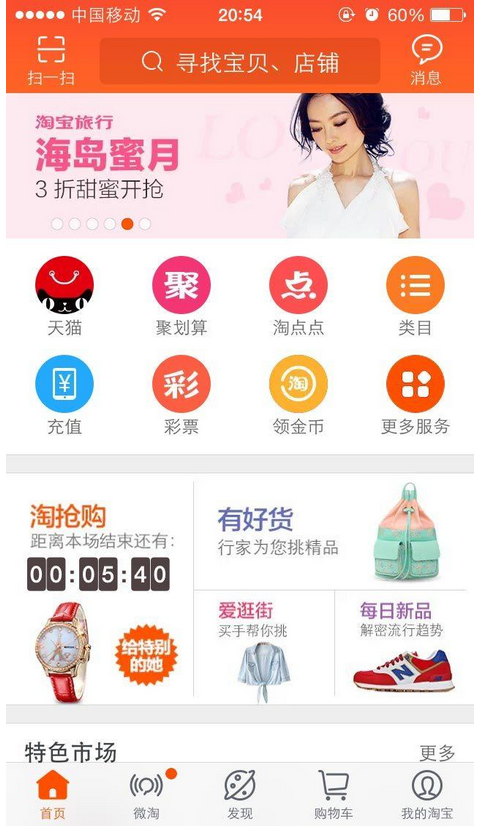 中国移动 20:54 60%
扫一扫 寻找宝贝、店铺 消息
淘宝旅行
海岛蜜月
3 折甜蜜开抢
天猫 聚划算 淘点点 类目
聚 点
充值 彩票 领金币 更多服务
¥ 彩 淘
淘抢购
距离本场结束还有:
00:05:40
给特别
的她
有好货
行家为您挑精品
爱逛街
买手帮你挑
每日新品
解密流行趋势
N
特色市场 更多
首页 微淘 发现 购物车 我的淘宝